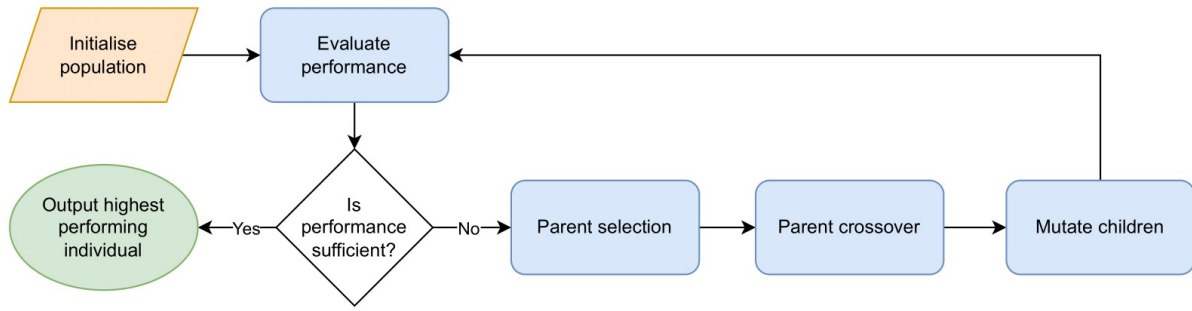 Initialise
population
Evaluate
performance
Is
performance
sufficient?
Yes
Output highest
performing
individual
No
Parent selection
Parent crossover
Mutate children